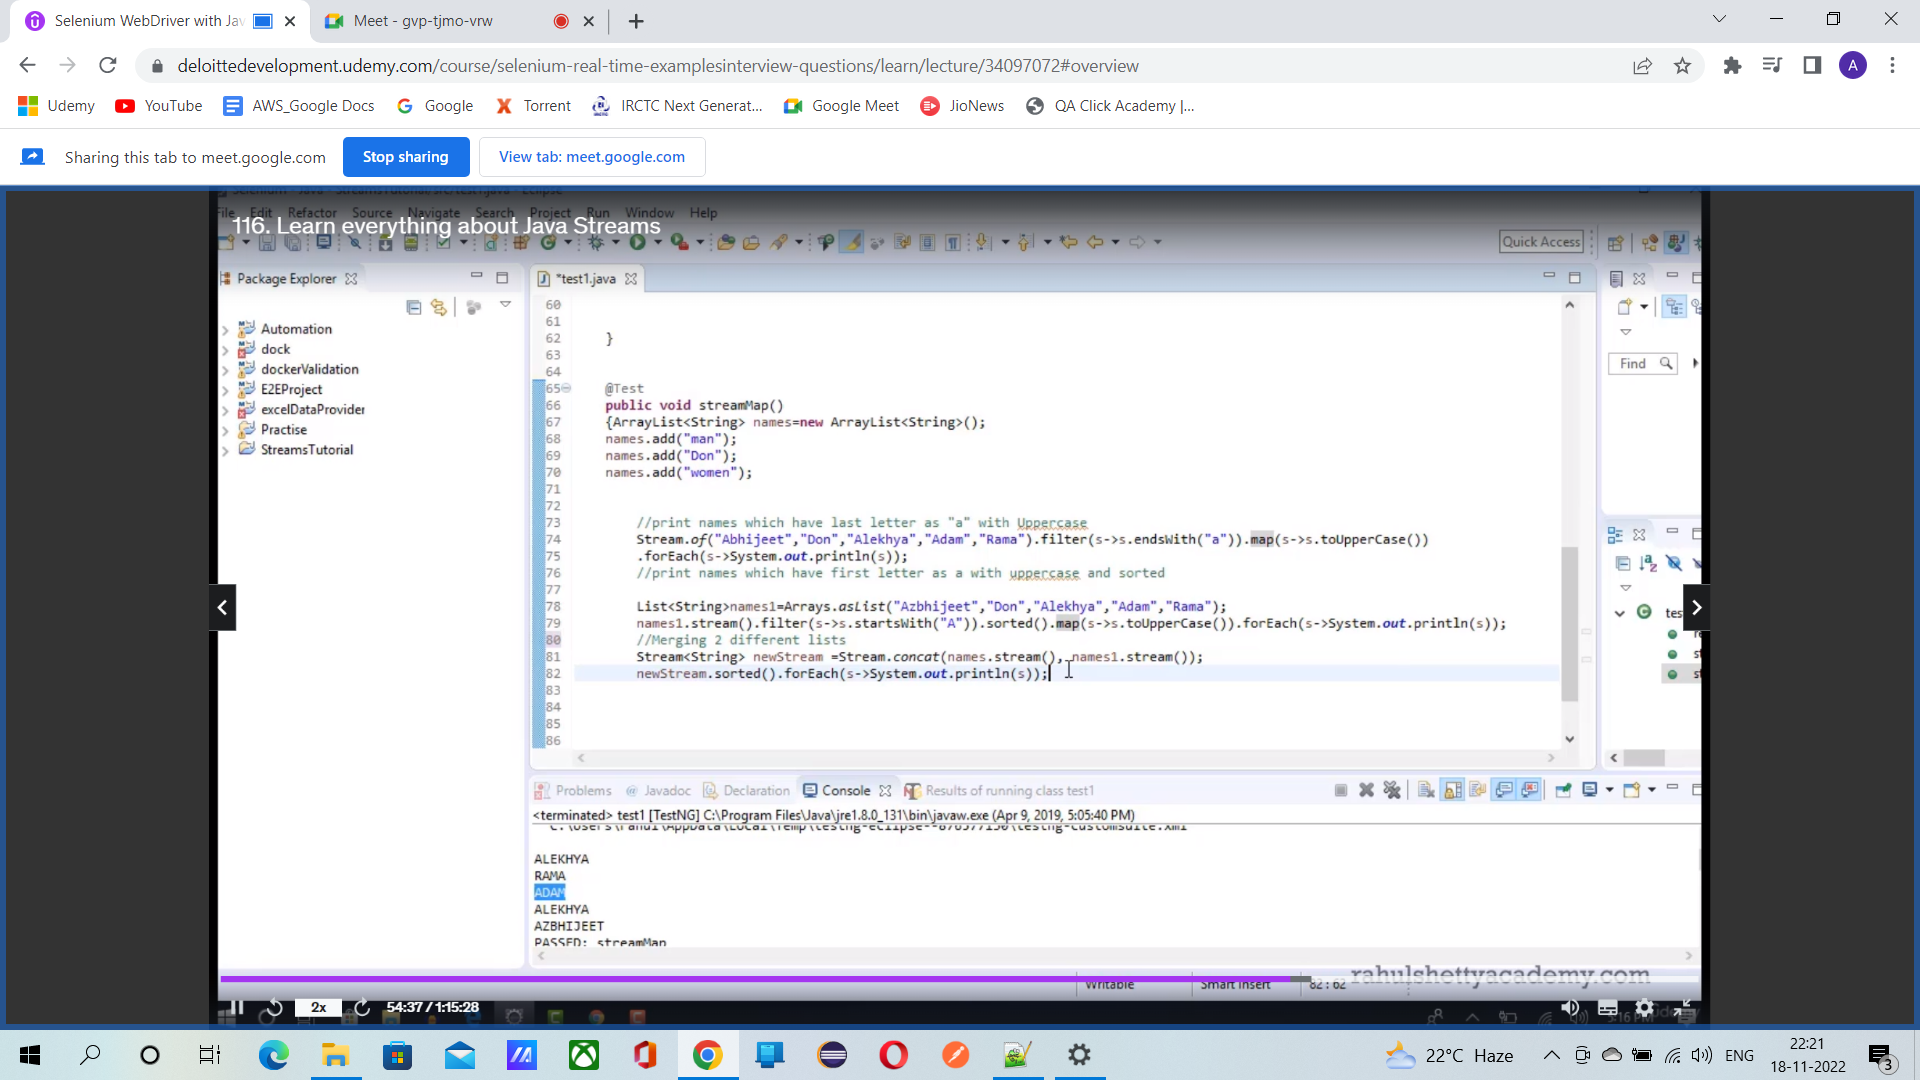 Selenium WebDriver with Jav
Meet - gvp-tjmo-vrw
deloittedevelopment.udemy.com/course/selenium-real-time-examplesinterview-questions/learn/lecture/34097072#overview
A
Udemy YouTube AWS_Google Docs Google Torrent IRCTC Next Generat... Google Meet JioNews QA Click Academy |...
Sharing this tab to meet.google.com Stop sharing View tab: meet.google.com
File Edit Refactor Source Navigate Search Project Run Window Help
116. Learn everything about Java Streams
Quick Access
Package Explorer
*test1.java
Automation
dock
dockerValidation
E2EProject
excelDataProvider
Practise
StreamsTutorial
Find
60
61
62 }
63
64
65 @Test
66 public void streamMap()
67 {ArrayList<String> names=new ArrayList<String>();
68 names.add("man");
69 names.add("Don");
70 names.add("women");
71
72
73 //print names which have last letter as "a" with Uppercase
74 Stream.of("Abhijeet","Don","Alekhya","Adam","Rama").filter(s->s.endsWith("a")).map(s->s.toUpperCase())
75 .forEach(s->System.out.println(s));
76 //print names which have first letter as a with uppercase and sorted
77
78 List<String>names1=Arrays.asList("Azbhijeet","Don","Alekhya","Adam","Rama");
79 names1.stream().filter(s->s.startsWith("A")).sorted().map(s->s.toUpperCase()).forEach(s->System.out.println(s));
80 //Merging 2 different lists
81 Stream<String> newStream =Stream.concat(names.stream(), names1.stream());
82 newStream.sorted().forEach(s->System.out.println(s));
83
84
85
86
tes
st
st
Problems Javadoc Declaration Console Results of running class test1
<terminated> test1 [TestNG] C:\Program Files\Java\jre1.8.0_131\bin\javaw.exe (Apr 9, 2019, 5:05:40 PM)
ALEKHYA
RAMA
ADAM
ALEKHYA
AZBHIJEET
PASSED: streamMap
rahulshettyacademy.com
Writable Smart Insert 82 : 62
2x 54:37 / 1:15:28
22°C Haze ENG
22:21
18-11-2022
3